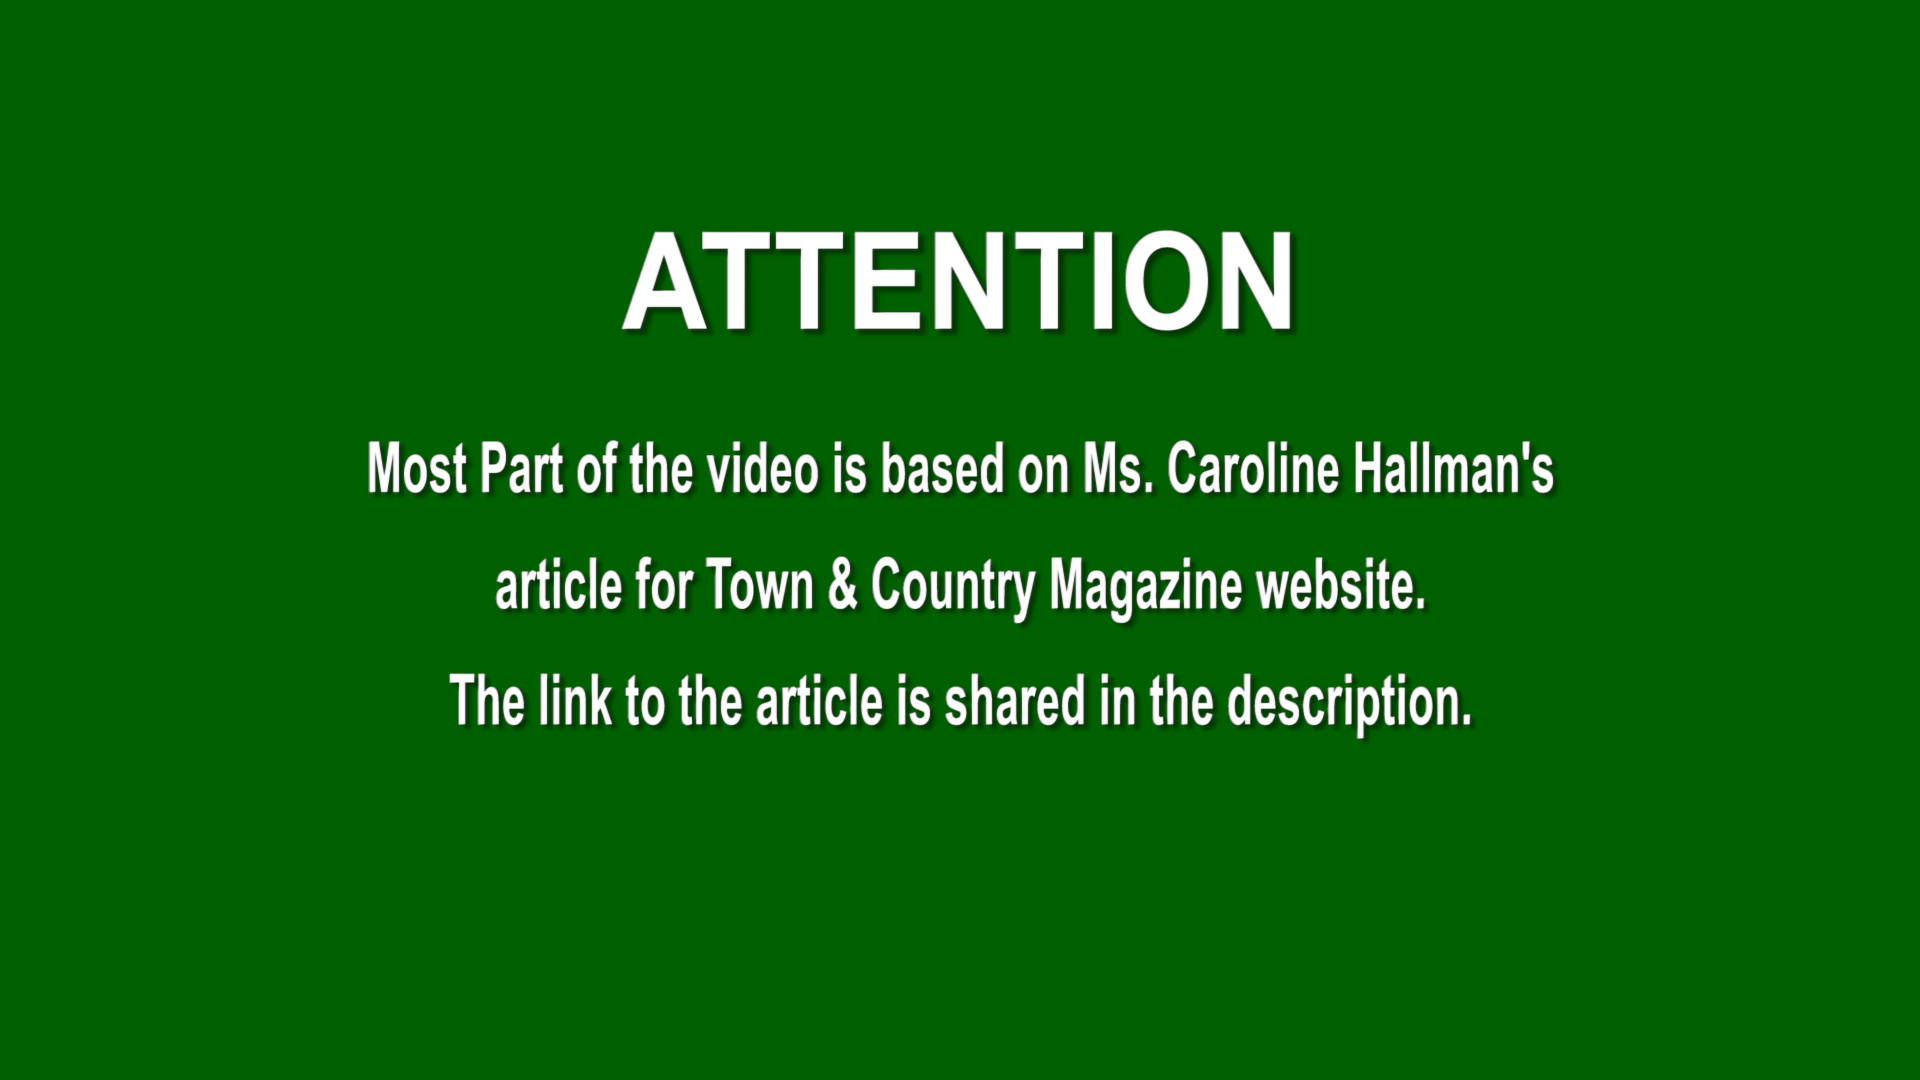 ATTENTION
Most Part of the video is based on Ms. Caroline Hallman's
article for Town & Country Magazine website.
The link to the article is shared in the description.